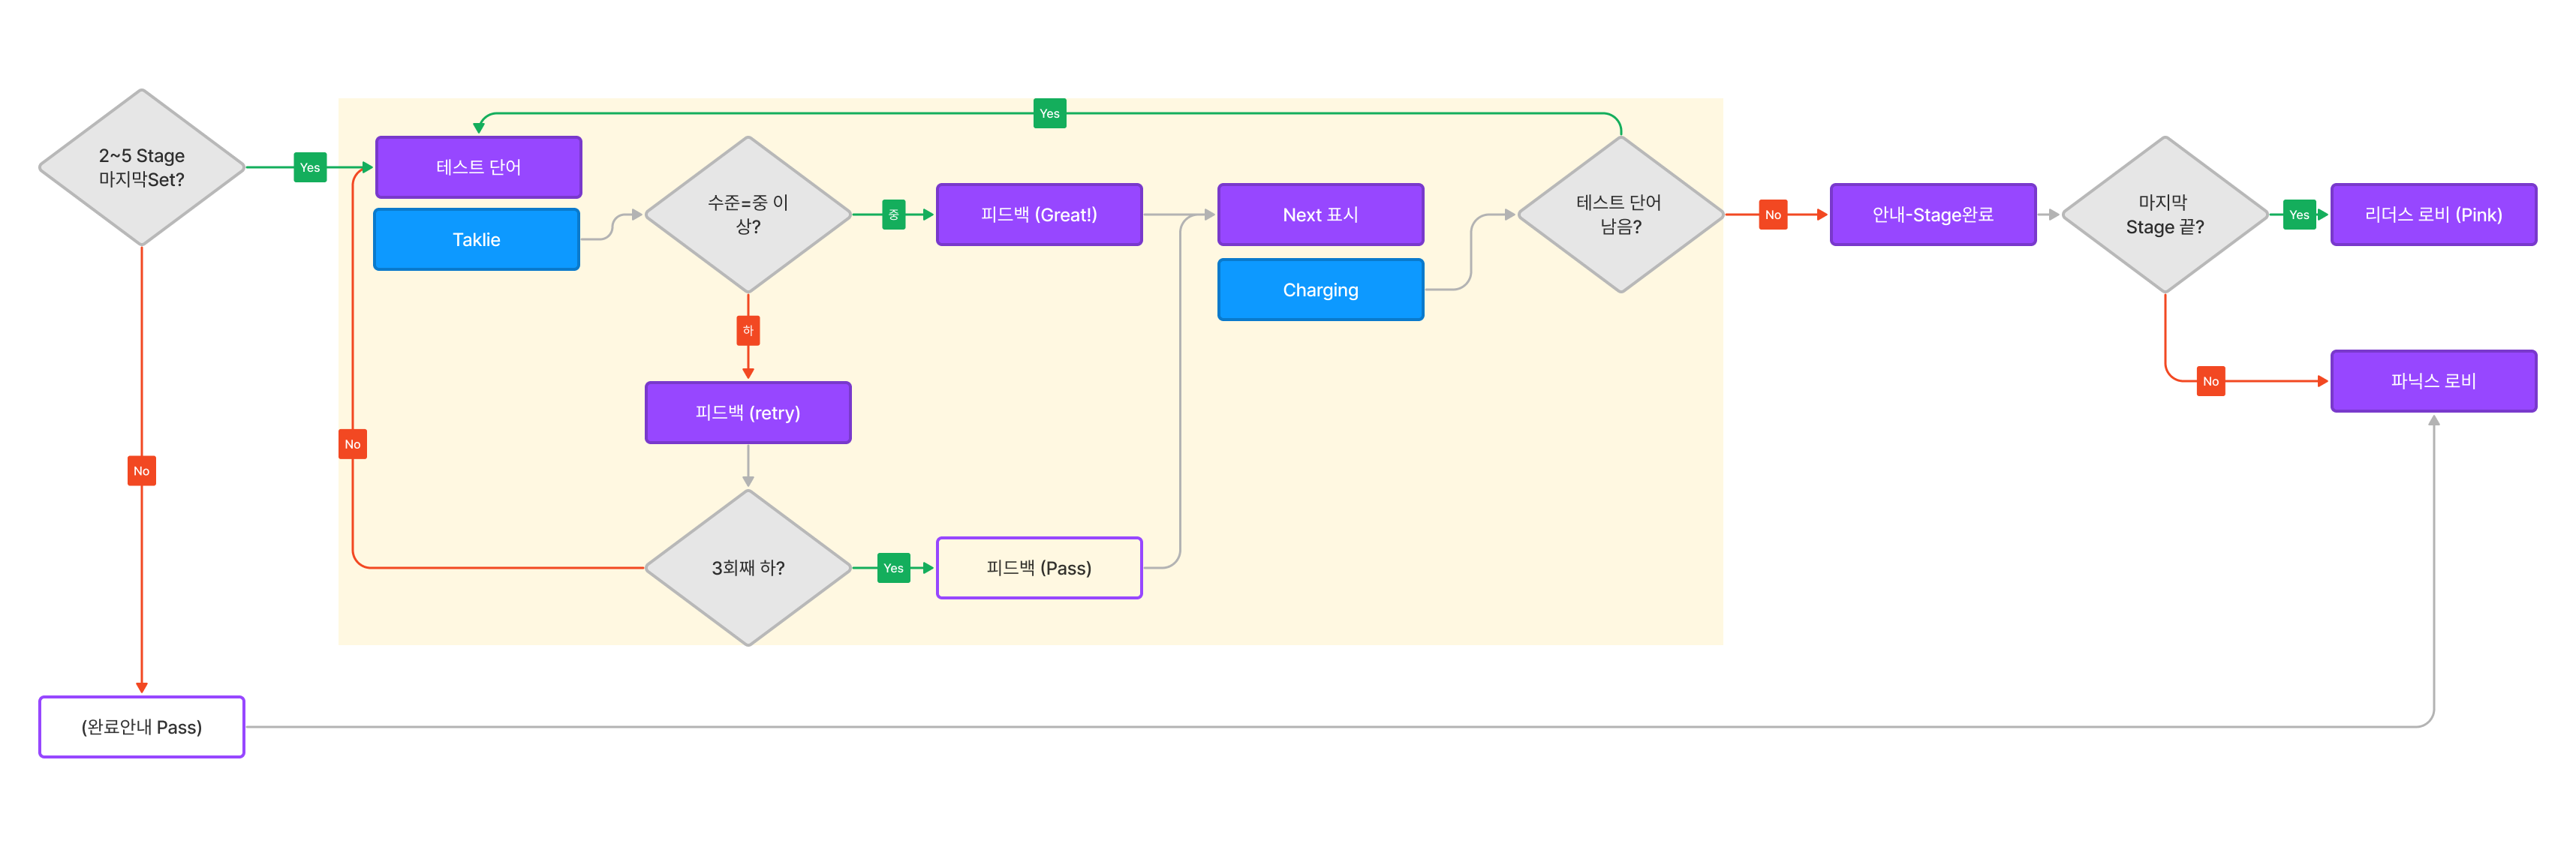 2~5 Stage
마지막Set?
Yes
테스트 단어
Taklie
수준=중 이
상?
중
피드백 (Great!)
Next 표시
Charging
Yes
테스트 단어
남음?
No
안내-Stage완료
마지막
Stage 끝?
Yes
리더스 로비 (Pink)
No
파닉스 로비
하
피드백 (retry)
No
3회째 하?
Yes
피드백 (Pass)
No
(완료안내 Pass)